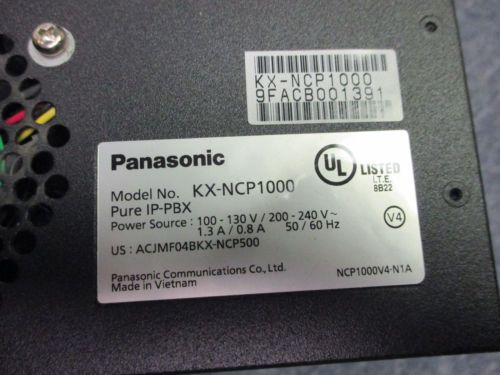 KX-NCP1000
9FACB001391
Panasonic
UL LISTED
I.T.E.
8B22
Model No. KX-NCP1000
Pure IP-PBX
Power Source : 100 - 130 V / 200 - 240 V ~
1.3 A / 0.8 A 50 / 60 Hz
V4
US : ACJMF04BKX-NCP500
Panasonic Communications Co., Ltd.
Made in Vietnam
NCP1000V4-N1A